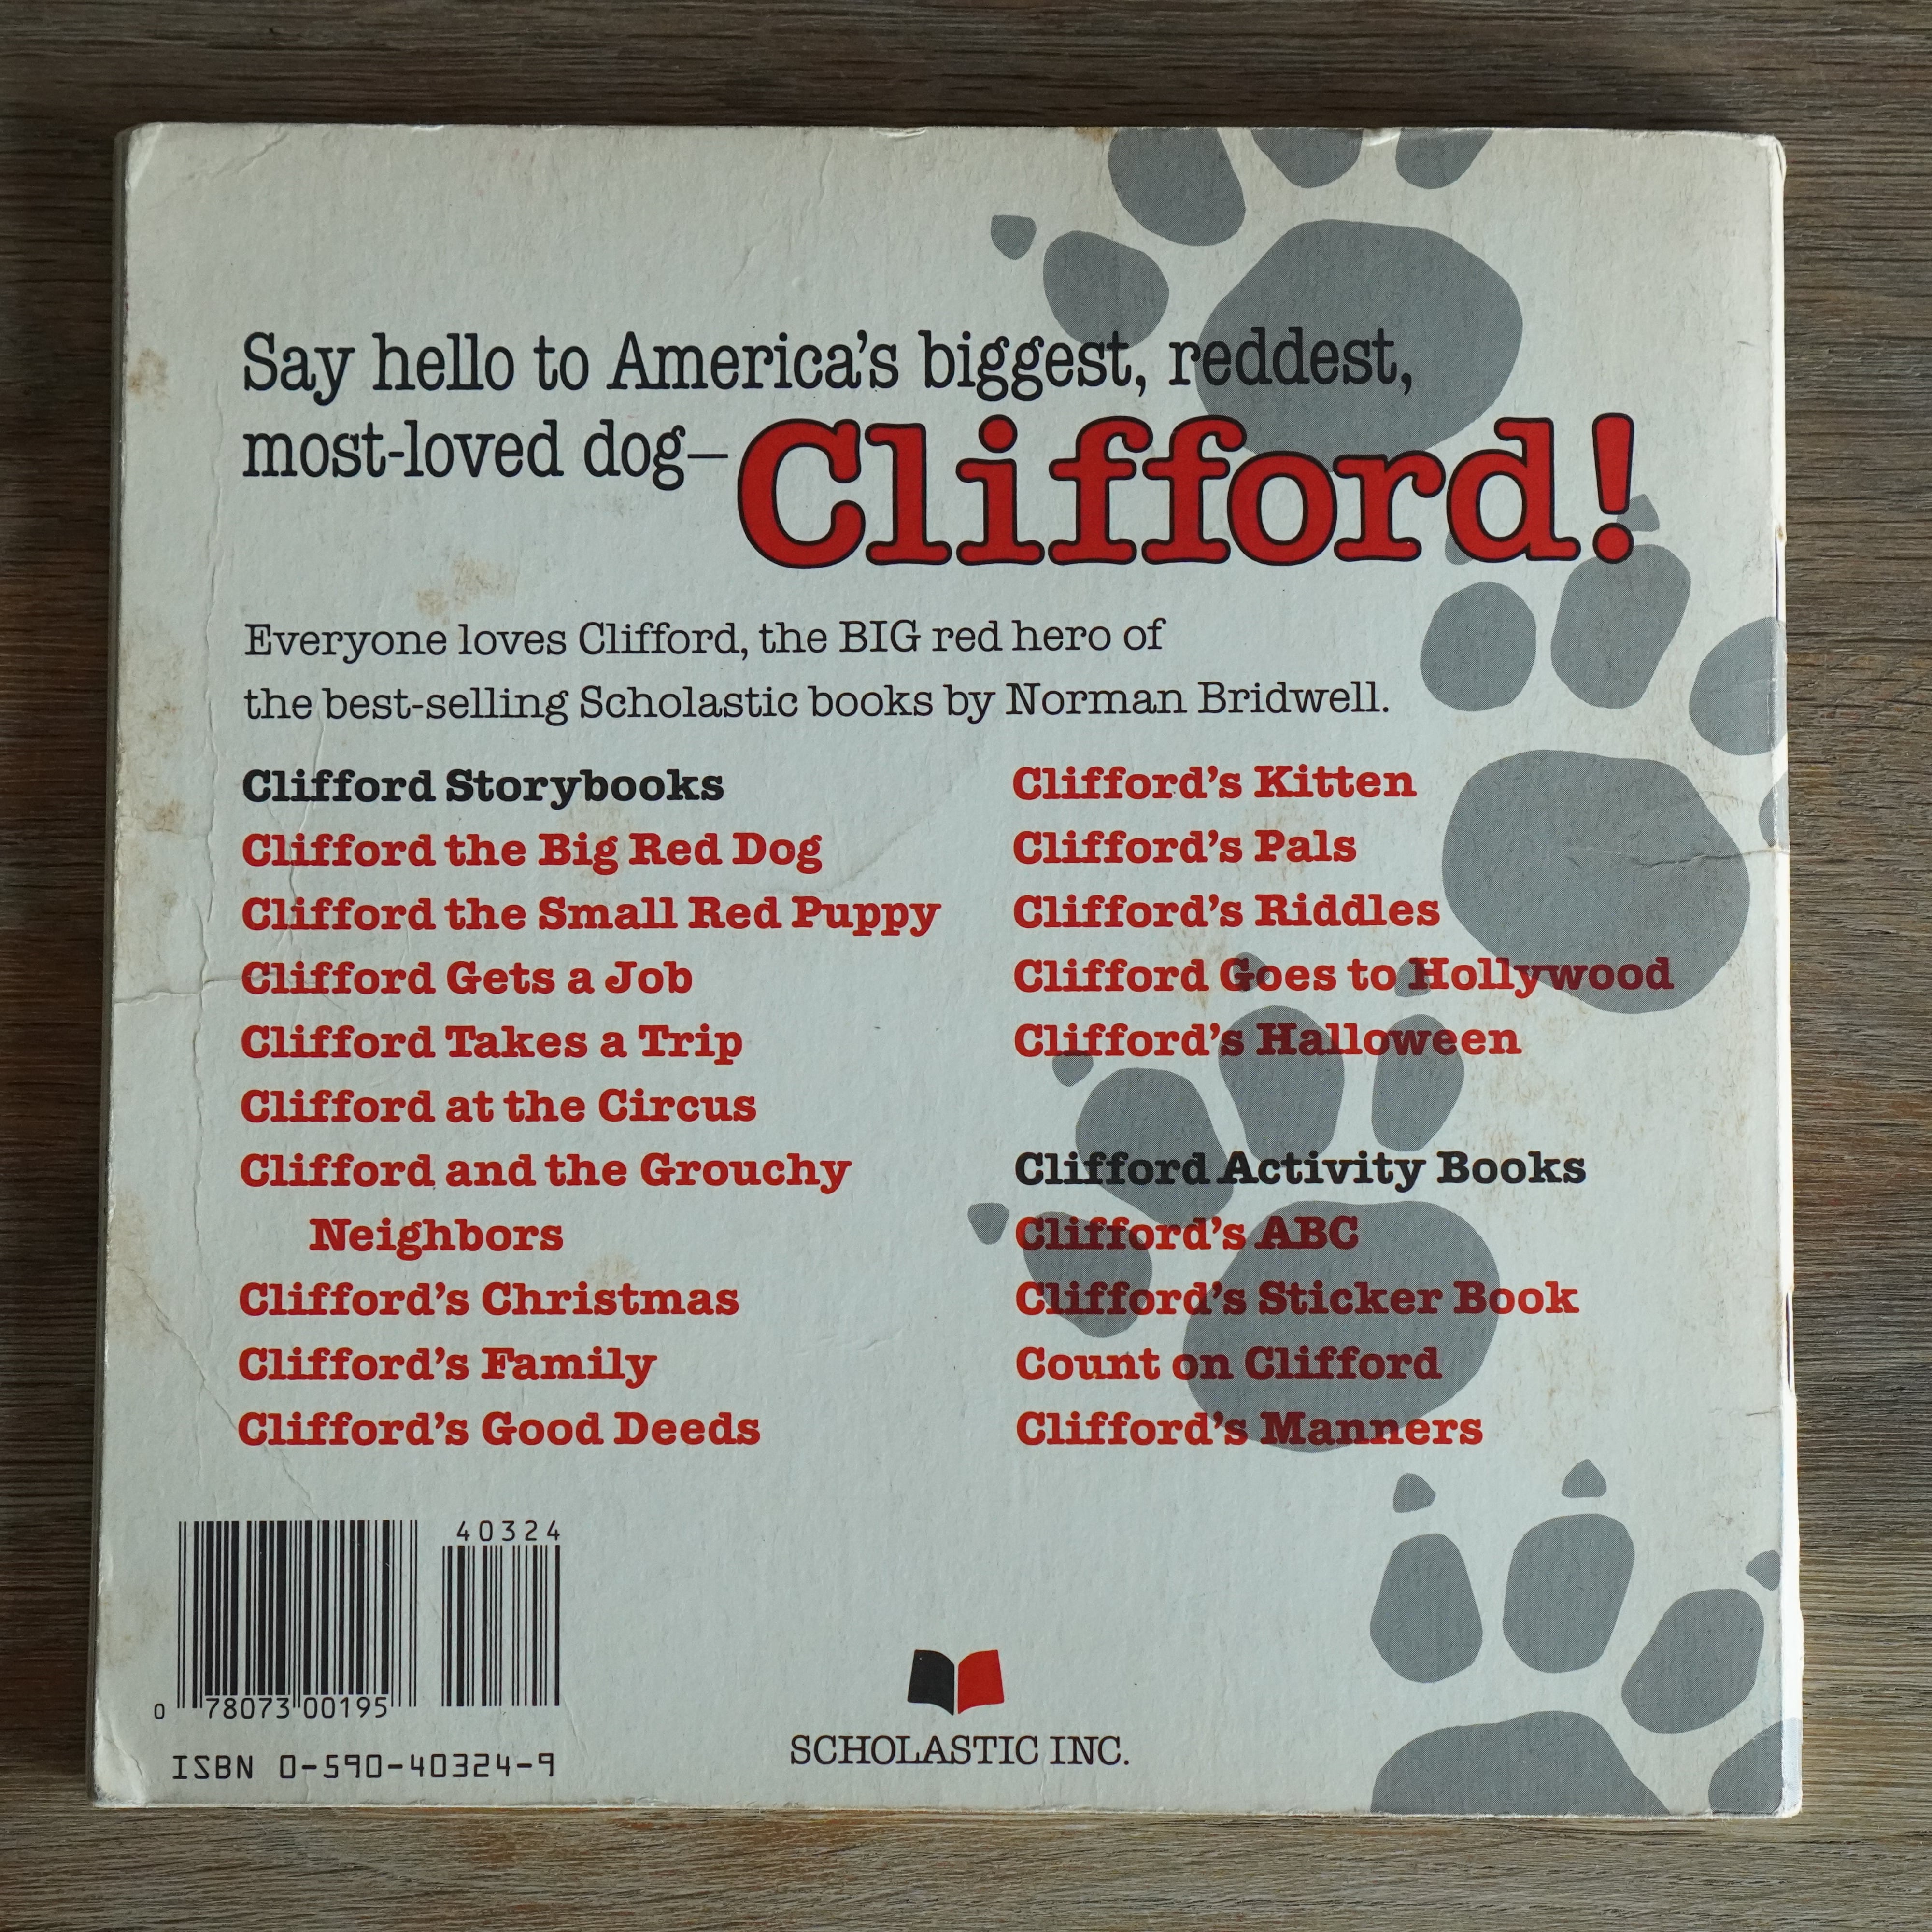 Say hello to America's biggest, reddest,
most-loved dog—Clifford!
Everyone loves Clifford, the BIG red hero of
the best-selling Scholastic books by Norman Bridwell.
Clifford Storybooks
Clifford the Big Red Dog
Clifford the Small Red Puppy
Clifford Gets a Job
Clifford Takes a Trip
Clifford at the Circus
Clifford and the Grouchy
Neighbors
Clifford's Christmas
Clifford's Family
Clifford's Good Deeds
Clifford's Kitten
Clifford's Pals
Clifford's Riddles
Clifford Goes to Hollywood
Clifford's Halloween
Clifford Activity Books
Clifford's ABC
Clifford's Sticker Book
Count on Clifford
Clifford's Manners
40324
0 78073 00195
ISBN 0-590-40324-9
SCHOLASTIC INC.